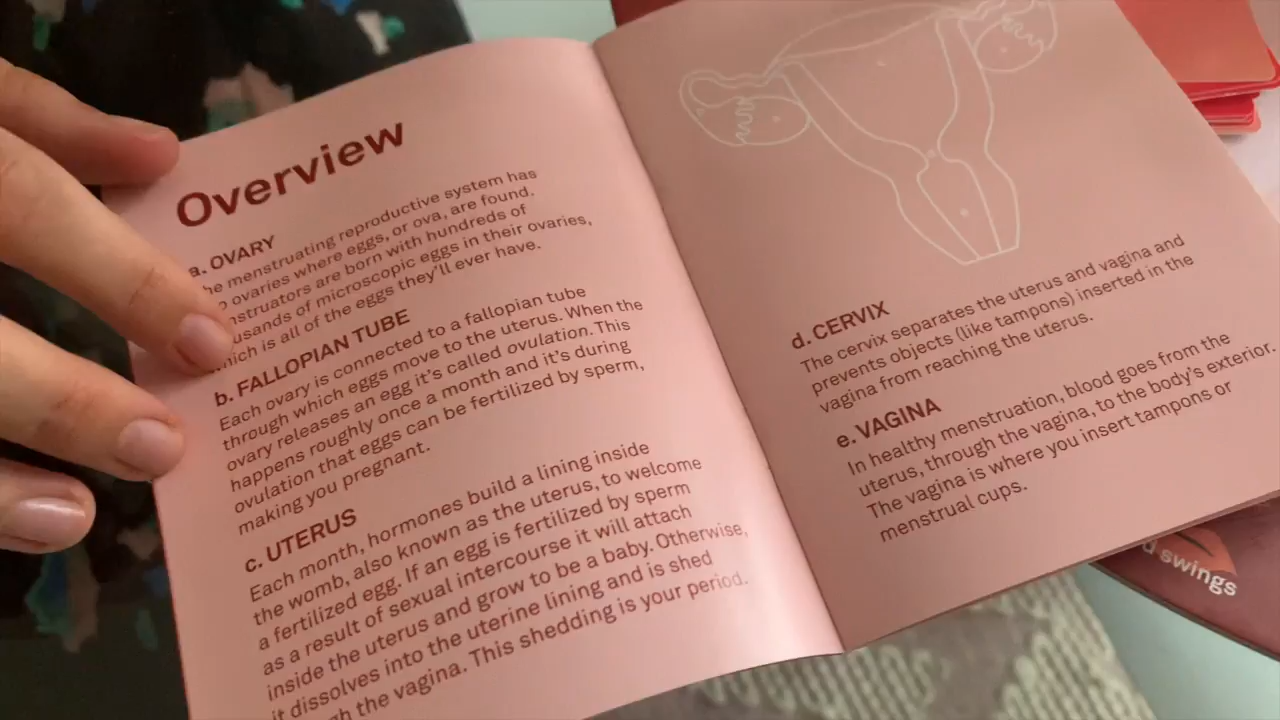 Overview
a. OVARY
he menstruating reproductive system has
o ovaries where eggs, or ova, are found.
nstruators are born with hundreds of
usands of microscopic eggs in their ovaries,
hich is all of the eggs they'll ever have.
b. FALLOPIAN TUBE
Each ovary is connected to a fallopian tube
through which eggs move to the uterus. When the
ovary releases an egg it's called ovulation. This
happens roughly once a month and it's during
ovulation that eggs can be fertilized by sperm,
making you pregnant.
c. UTERUS
Each month, hormones build a lining inside
the womb, also known as the uterus, to welcome
a fertilized egg. If an egg is fertilized by sperm
as a result of sexual intercourse it will attach
inside the uterus and grow to be a baby. Otherwise,
it dissolves into the uterine lining and is shed
gh the vagina. This shedding is your period.
d. CERVIX
The cervix separates the uterus and vagina and
prevents objects (like tampons) inserted in the
vagina from reaching the uterus.
e. VAGINA
In healthy menstruation, blood goes from the
uterus, through the vagina, to the body's exterior.
The vagina is where you insert tampons or
menstrual cups.
d swings